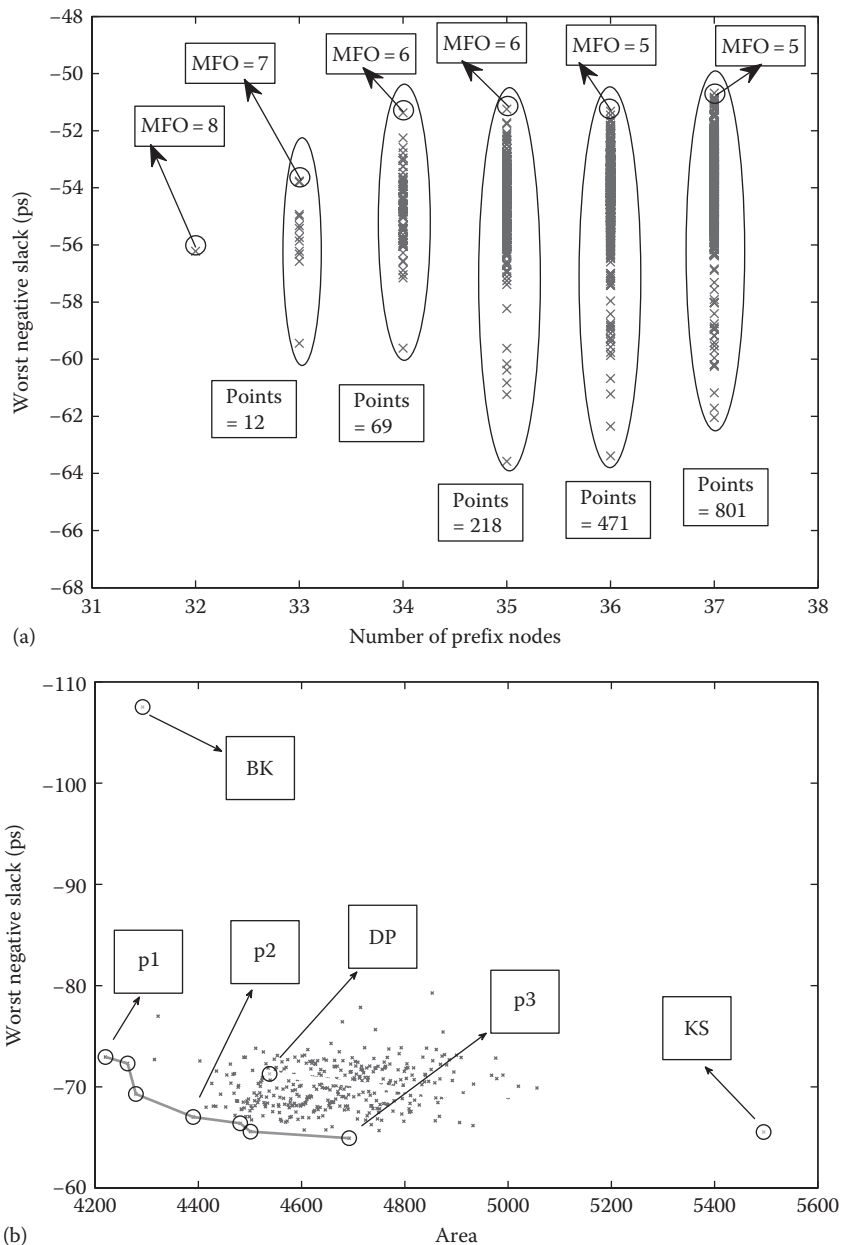 −48
−50
−52
−54
−56
−58
−60
−62
−64
−66
−68
Worst negative slack (ps)
MFO = 8
MFO = 7
MFO = 6
MFO = 6
MFO = 5
MFO = 5
Points
= 12
Points
= 69
Points
= 218
Points
= 471
Points
= 801
31 32 33 34 35 36 37 38
(a)
Number of prefix nodes
−110
−100
−90
−80
−70
−60
Worst negative slack (ps)
BK
p1
p2
DP
p3
KS
4200 4400 4600 4800 5000 5200 5400 5600
(b)
Area